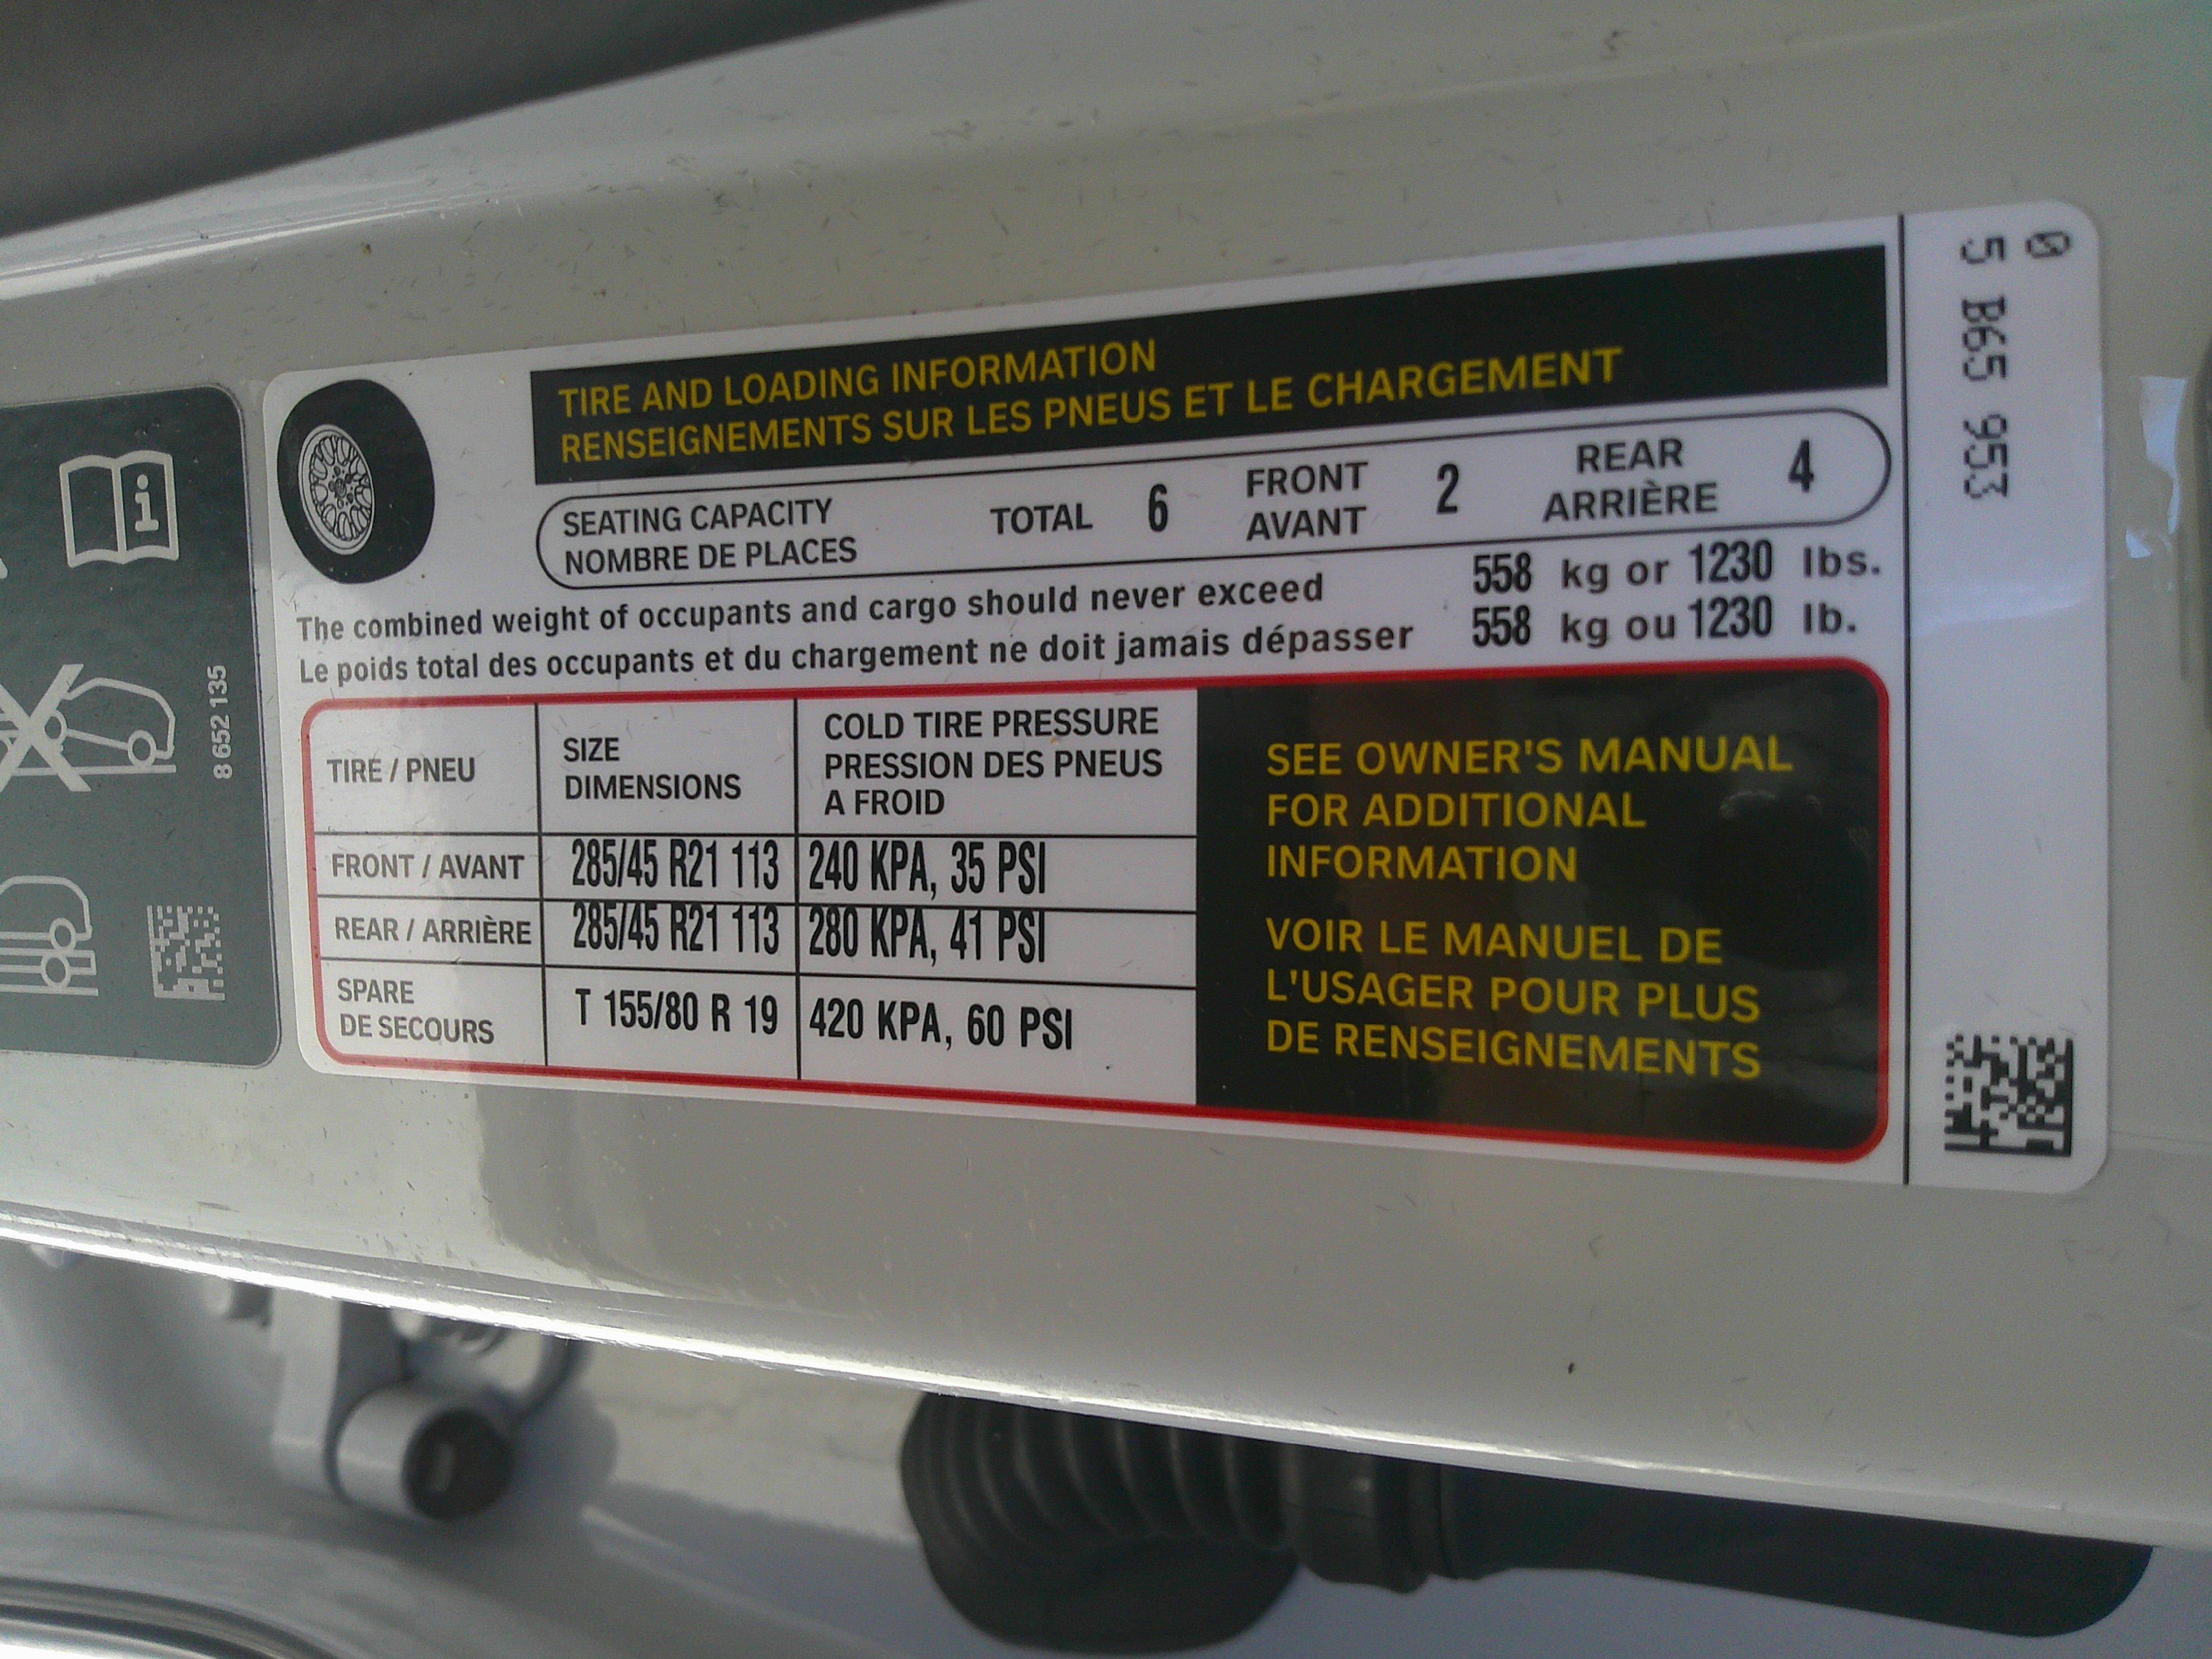 TIRE AND LOADING INFORMATION
RENSEIGNEMENTS SUR LES PNEUS ET LE CHARGEMENT
SEATING CAPACITY
NOMBRE DE PLACES
TOTAL 6
FRONT
AVANT
2
REAR
ARRIÈRE
4
The combined weight of occupants and cargo should never exceed 558 kg or 1230 lbs.
Le poids total des occupants et du chargement ne doit jamais dépasser 558 kg ou 1230 lb.
TIRE / PNEU
SIZE
DIMENSIONS
COLD TIRE PRESSURE
PRESSION DES PNEUS
A FROID
FRONT / AVANT 285/45 R21 113 240 KPA, 35 PSI
REAR / ARRIÈRE 285/45 R21 113 280 KPA, 41 PSI
SPARE
DE SECOURS
T 155/80 R 19 420 KPA, 60 PSI
SEE OWNER'S MANUAL
FOR ADDITIONAL
INFORMATION
VOIR LE MANUEL DE
L'USAGER POUR PLUS
DE RENSEIGNEMENTS
0
5 B65 953
8 652 135
i